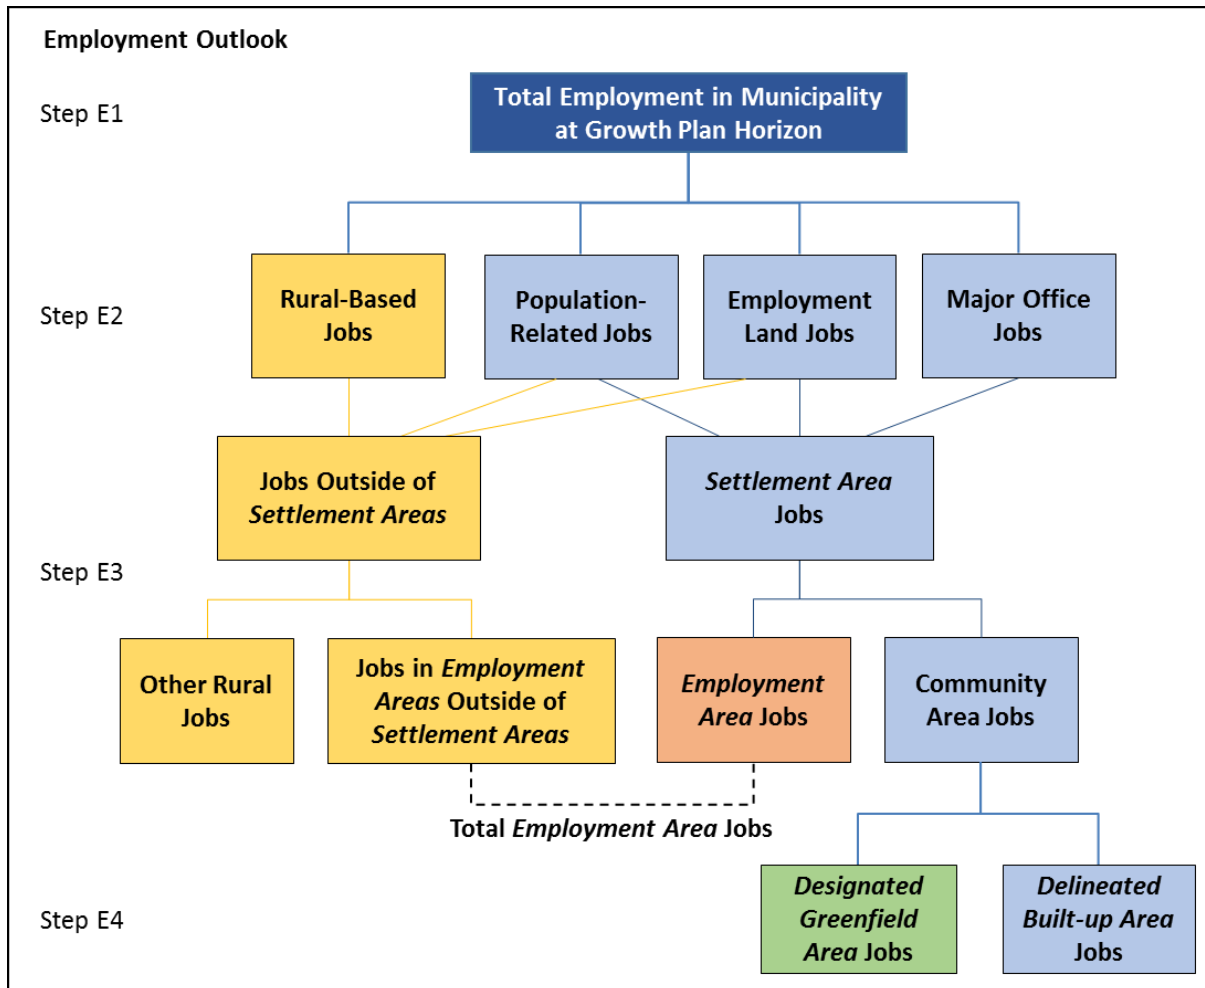 Employment Outlook
Step E1
Total Employment in Municipality
at Growth Plan Horizon
Step E2
Rural-Based
Jobs
Population-
Related Jobs
Employment
Land Jobs
Major Office
Jobs
Jobs Outside of
Settlement Areas
Settlement Area
Jobs
Step E3
Other Rural
Jobs
Jobs in Employment
Areas Outside of
Settlement Areas
Employment
Area Jobs
Community
Area Jobs
Total Employment Area Jobs
Step E4
Designated
Greenfield
Area Jobs
Delineated
Built-up Area
Jobs